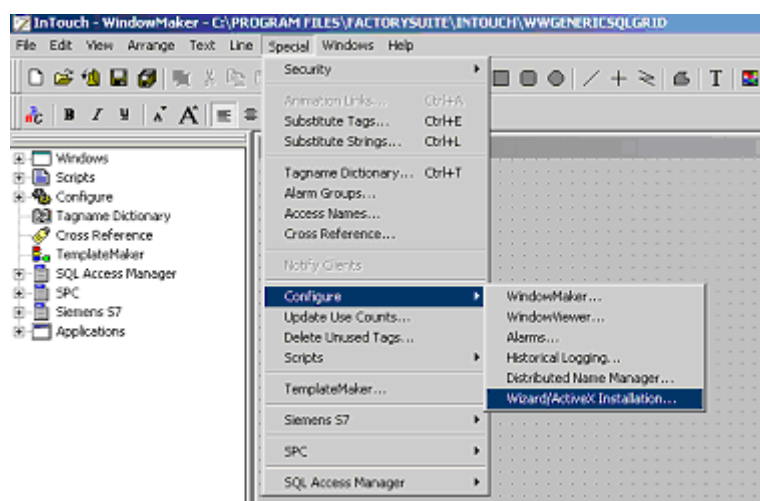 InTouch - WindowMaker - C:\PROGRAM FILES\FACTORYSUITE\INTOUCH\WWGENERICSQLGRID
File Edit View Arrange Text Line Special Windows Help
T
B I U A A
Security
Animation Links... Ctrl+A
Substitute Tags... Ctrl+E
Substitute Strings... Ctrl+L
Tagname Dictionary... Ctrl+T
Alarm Groups...
Access Names...
Cross Reference...
Notify Clients
Configure
Update Use Counts...
Delete Unused Tags...
Scripts
TemplateMaker...
Siemens S7
SPC
SQL Access Manager
WindowMaker...
WindowViewer...
Alarms...
Historical Logging...
Distributed Name Manager...
Wizard/ActiveX Installation...
Windows
Scripts
Configure
Tagname Dictionary
Cross Reference
TemplateMaker
SQL Access Manager
SPC
Siemens S7
Applications